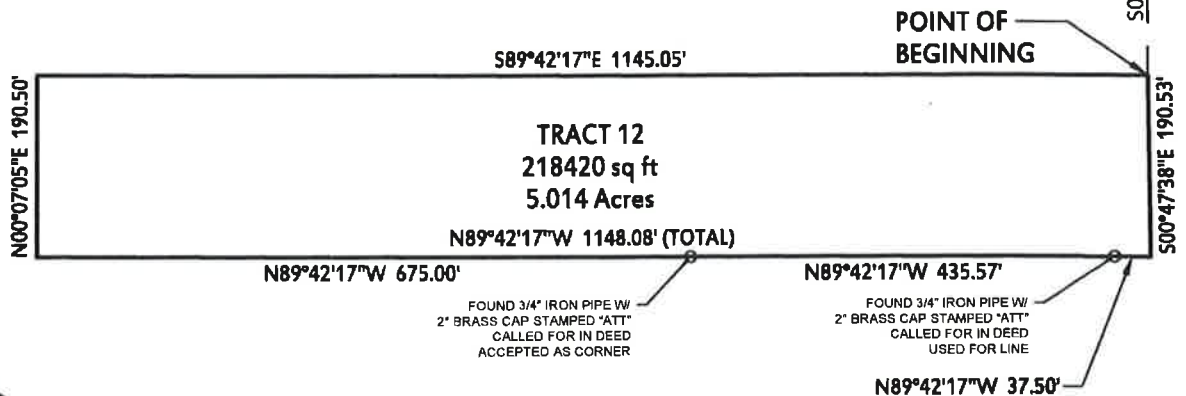 S0
POINT OF
BEGINNING
S89°42'17"E 1145.05'
N00°07'05"E 190.50'
S00°47'38"E 190.53'
TRACT 12
218420 sq ft
5.014 Acres
N89°42'17"W 1148.08' (TOTAL)
N89°42'17"W 675.00'
N89°42'17"W 435.57'
FOUND 3/4" IRON PIPE W/
2" BRASS CAP STAMPED "ATT"
CALLED FOR IN DEED
ACCEPTED AS CORNER
FOUND 3/4" IRON PIPE W/
2" BRASS CAP STAMPED "ATT"
CALLED FOR IN DEED
USED FOR LINE
N89°42'17"W 37.50'